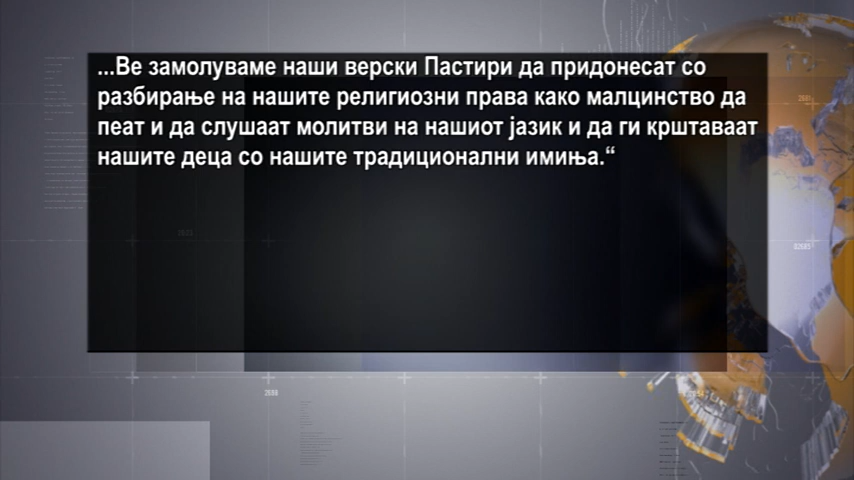 ...Ве замолуваме наши верски Пастири да придонесат со
разбирање на нашите религиозни права како малцинство да
пеат и да слушаат молитви на нашиот јазик и да ги крштаваат
нашите деца со нашите традиционални имиња.“